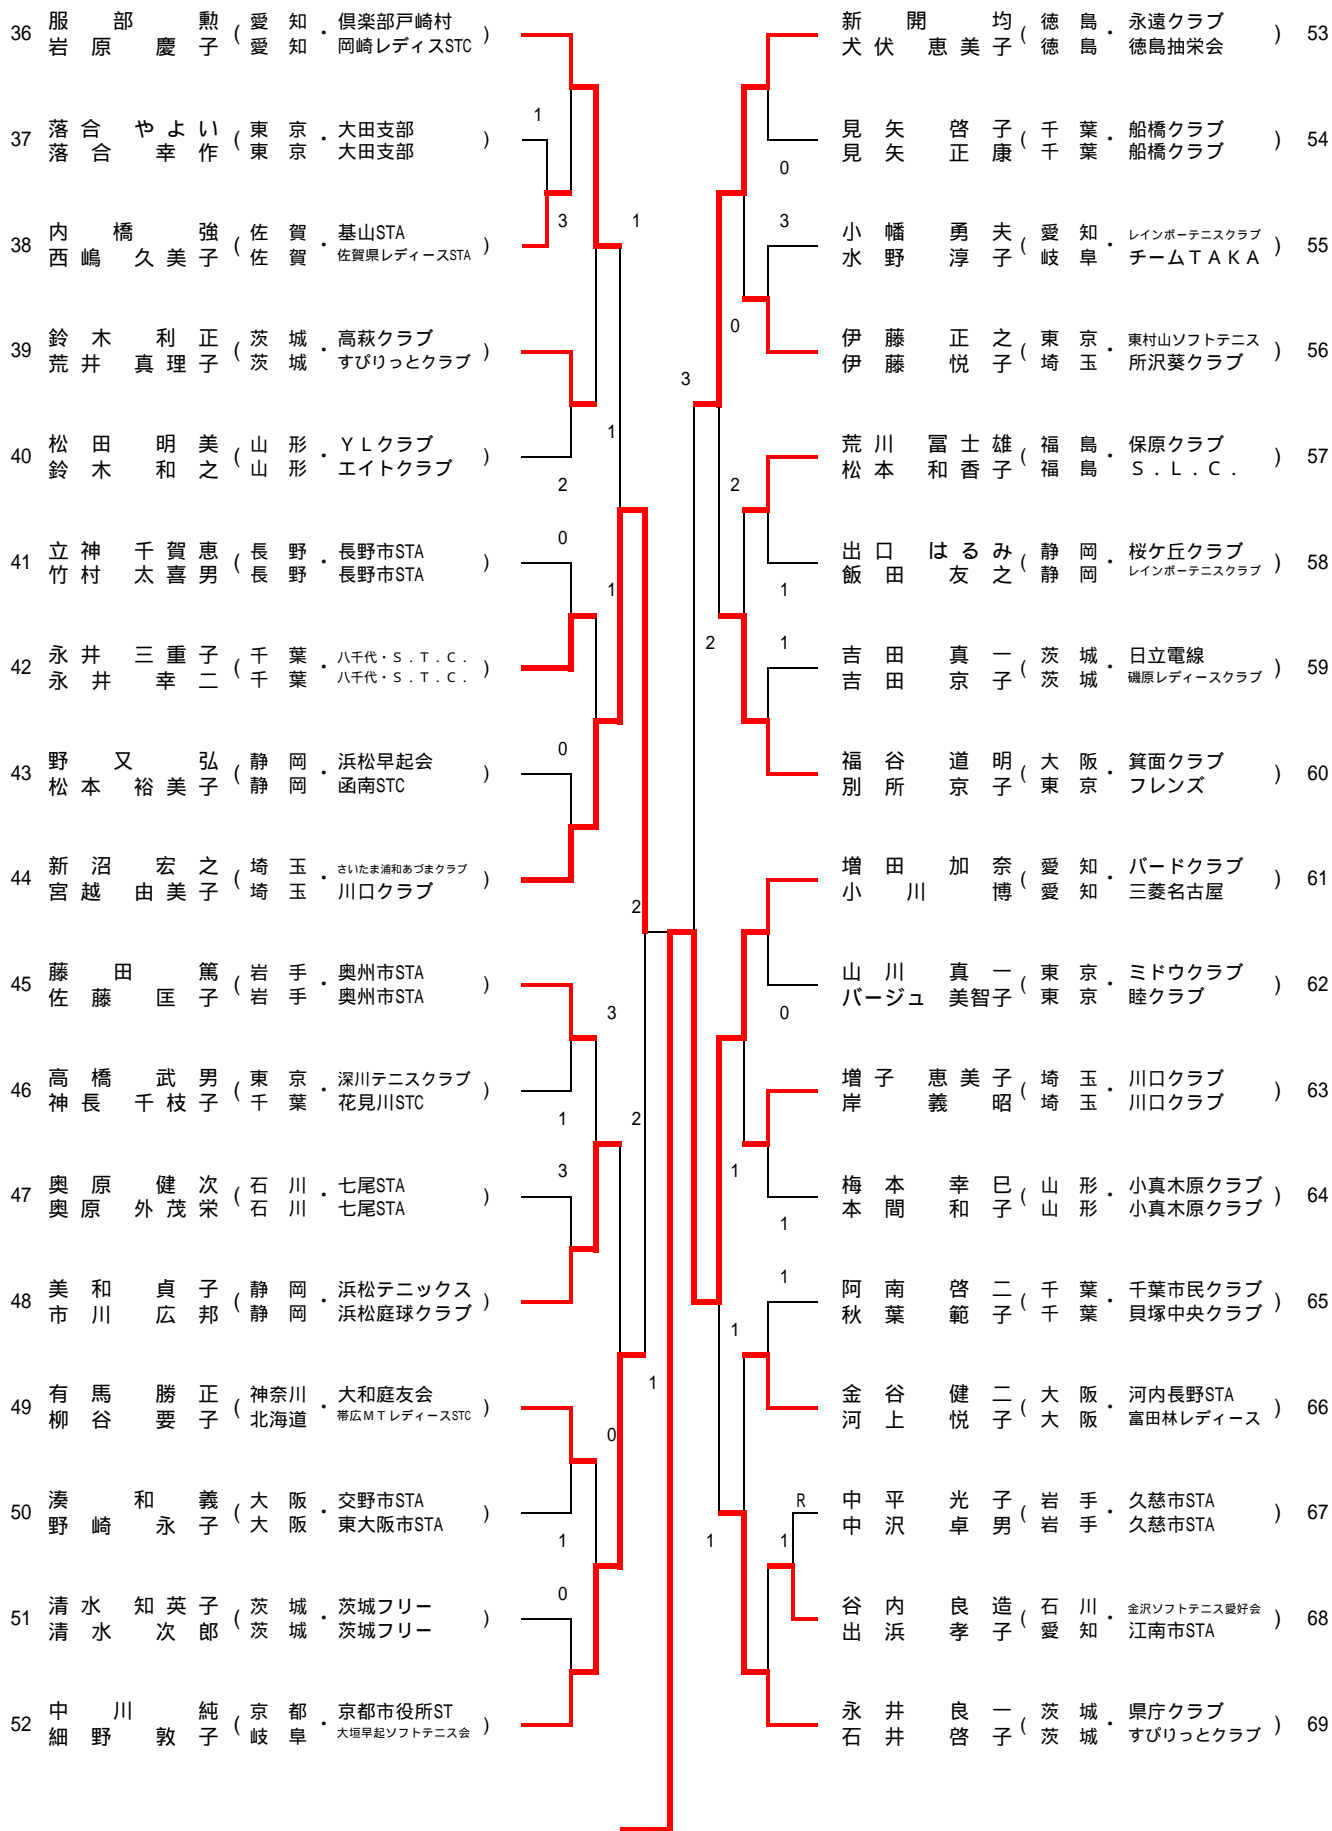 36 服部 勲 (愛知・倶楽部戸崎村)
岩原 慶子 (愛知・岡崎レディスSTC)
37 落合 やよい (東京・大田支部)
落合 幸作 (東京・大田支部)
38 内橋 強 (佐賀・基山STA)
西嶋 久美子 (佐賀・佐賀県レディースSTA)
39 鈴木 利正 (茨城・高萩クラブ)
荒井 真理子 (茨城・すぴりっとクラブ)
40 松田 明美 (山形・ＹＬクラブ)
鈴木 和之 (山形・エイトクラブ)
41 立神 千賀恵 (長野・長野市STA)
竹村 太喜男 (長野・長野市STA)
42 永井 三重子 (千葉・八千代・Ｓ．Ｔ．Ｃ．)
永井 幸二 (千葉・八千代・Ｓ．Ｔ．Ｃ．)
43 野又 弘 (静岡・浜松早起会)
松本 裕美子 (静岡・函南STC)
44 新沼 宏之 (埼玉・さいたま浦和あづまクラブ)
宮越 由美子 (埼玉・川口クラブ)
45 藤田 篤 (岩手・奥州市STA)
佐藤 匡子 (岩手・奥州市STA)
46 高橋 武男 (東京・深川テニスクラブ)
神長 千枝子 (千葉・花見川STC)
47 奥原 健次 (石川・七尾STA)
奥原 外茂栄 (石川・七尾STA)
48 美和 貞子 (静岡・浜松テニックス)
市川 広邦 (静岡・浜松庭球クラブ)
49 有馬 勝正 (神奈川・大和庭友会)
柳谷 要子 (北海道・帯広ＭＴレディースSTC)
50 湊 和義 (大阪・交野市STA)
野崎 永子 (大阪・東大阪市STA)
51 清水 知英子 (茨城・茨城フリー)
清水 次郎 (茨城・茨城フリー)
52 中川 純 (京都・京都市役所ST)
細野 敦子 (岐阜・大垣早起ソフトテニス会)
1
3
1
2
1
0
1
0
2
3
1
2
3
0
1
0
1
3
新開 均 (徳島・永遠クラブ) 53
犬伏 恵美子 (徳島・徳島抽栄会)
見矢 啓子 (千葉・船橋クラブ) 54
見矢 正康 (千葉・船橋クラブ)
小幡 勇夫 (愛知・レインボーテニスクラブ) 55
水野 淳子 (岐阜・チームＴＡＫＡ)
伊藤 正之 (東京・東村山ソフトテニス) 56
伊藤 悦子 (埼玉・所沢葵クラブ)
荒川 冨士雄 (福島・保原クラブ) 57
松本 和香子 (福島・Ｓ．Ｌ．Ｃ．)
出口 はるみ (静岡・桜ケ丘クラブ) 58
飯田 友之 (静岡・レインボーテニスクラブ)
吉田 真一 (茨城・日立電線) 59
吉田 京子 (茨城・磯原レディースクラブ)
福谷 道明 (大阪・箕面クラブ) 60
別所 京子 (東京・フレンズ)
増田 加奈 (愛知・バードクラブ) 61
小川 博 (愛知・三菱名古屋)
山川 真一 (東京・ミドウクラブ) 62
バージュ 美智子 (東京・睦クラブ)
増子 恵美子 (埼玉・川口クラブ) 63
岸 義昭 (埼玉・川口クラブ)
梅本 幸巳 (山形・小真木原クラブ) 64
本間 和子 (山形・小真木原クラブ)
阿南 啓二 (千葉・千葉市民クラブ) 65
秋葉 範子 (千葉・貝塚中央クラブ)
金谷 健二 (大阪・河内長野STA) 66
河上 悦子 (大阪・富田林レディース)
中平 光子 (岩手・久慈市STA) 67
中沢 卓男 (岩手・久慈市STA)
谷内 良造 (石川・金沢ソフトテニス愛好会) 68
出浜 孝子 (愛知・江南市STA)
永井 良一 (茨城・県庁クラブ) 69
石井 啓子 (茨城・すぴりっとクラブ)
0
3
0
2
1
2
1
0
1
1
1
1
R
1
1